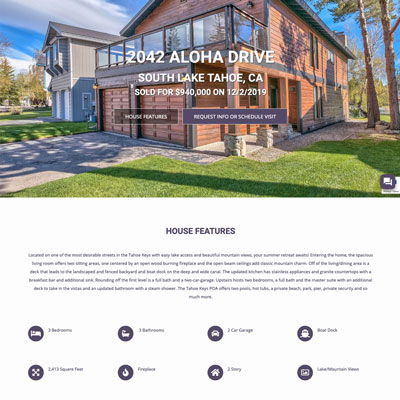 2042 ALOHA DRIVE
SOUTH LAKE TAHOE, CA
SOLD FOR $940,000 ON 12/2/2019
HOUSE FEATURES
REQUEST INFO OR SCHEDULE VISIT
HOUSE FEATURES
Located on one of the most desirable streets in the Tahoe Keys with easy lake access and beautiful mountain views, your summer retreat awaits! Entering the home, the spacious
living room offers two sitting areas, one centered by an open wood burning fireplace and the open beam ceilings add classic mountain charm. Off of the living/dining area is a
deck that leads to the landscaped and fenced backyard and boat dock on the deep and wide canal. The updated kitchen has stainless appliances and granite countertops with a
breakfast bar and additional sink. Rounding off the first level is a full bath and a two-car-garage. Upstairs hosts two bedrooms, a full bath and the master suite with an additional
deck to take in the vistas and an updated bathroom with a steam shower. The Tahoe Keys POA offers two pools, hot tubs, a private beach, park, pier, private security and so
much more.
3 Bedrooms
3 Bathrooms
2 Car Garage
Boat Dock
2,413 Square Feet
Fireplace
2 Story
Lake/Mountain Views